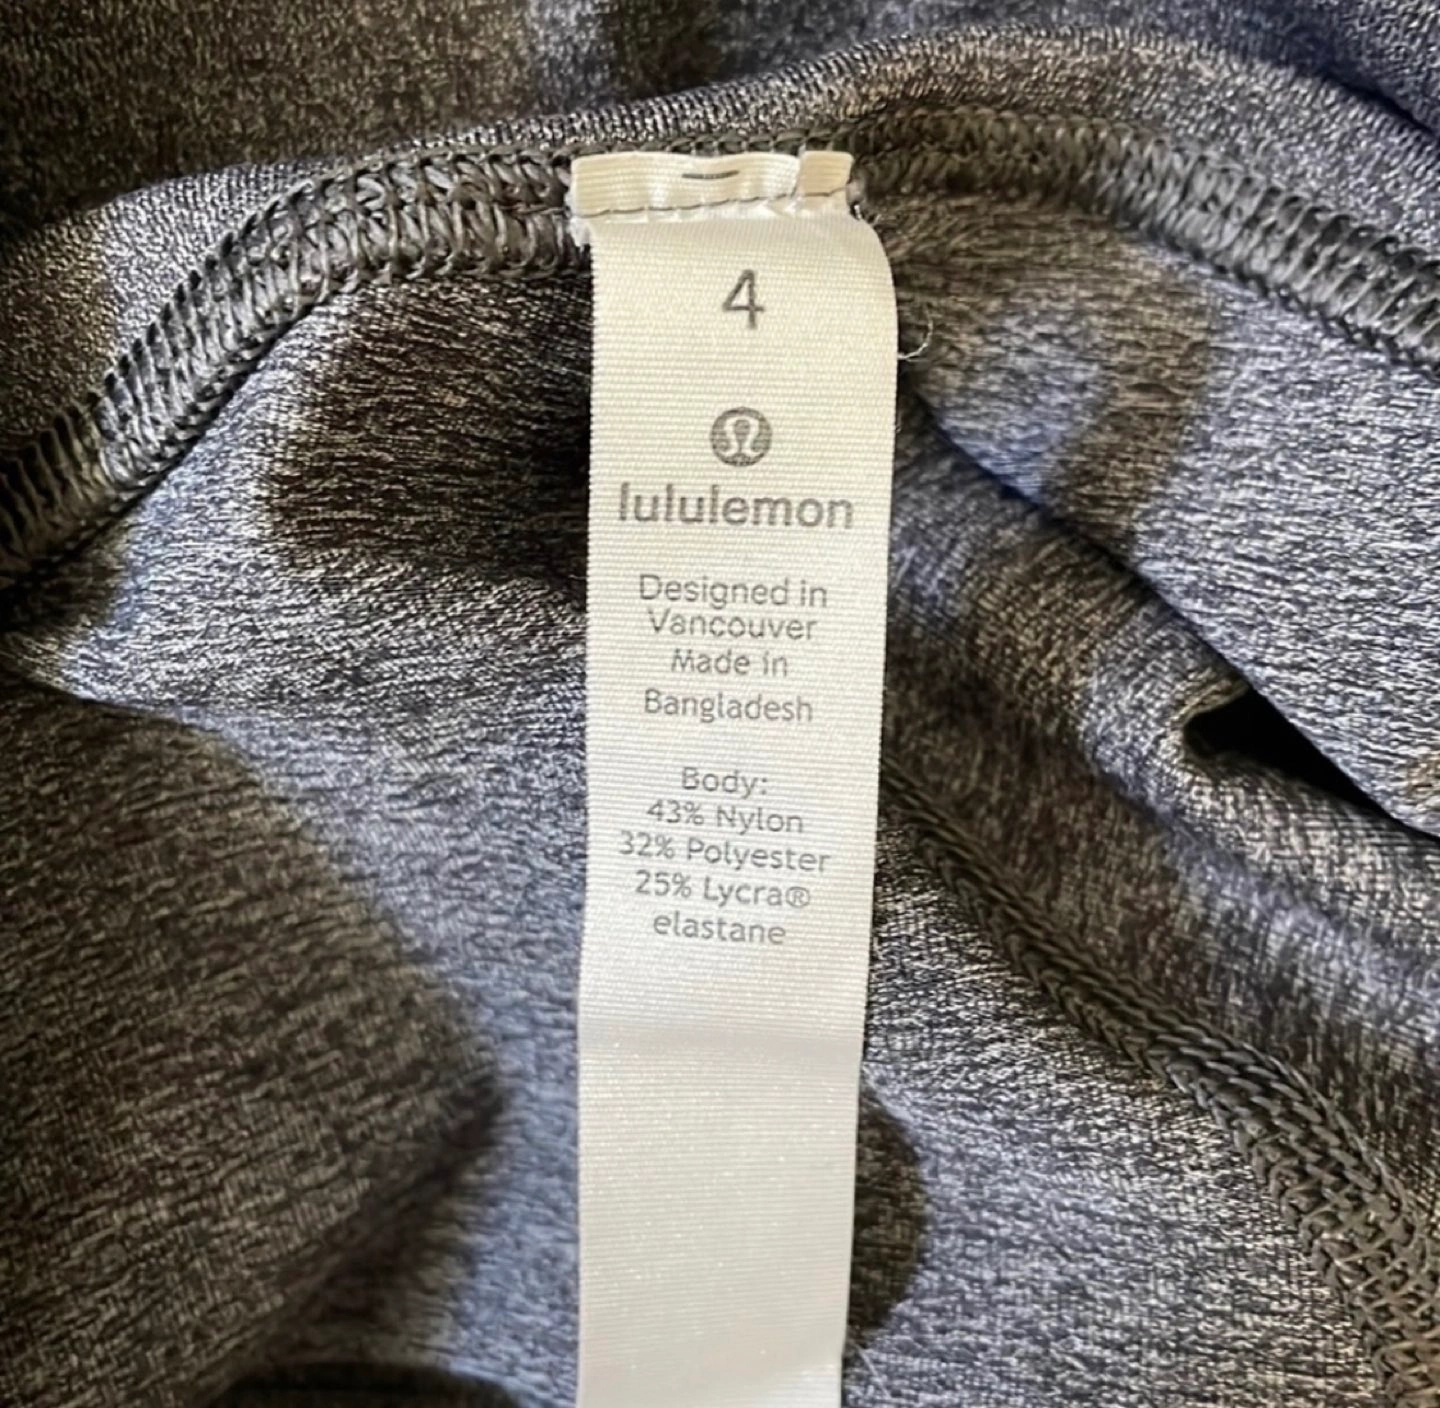 4
lululemon
Designed in
Vancouver
Made in
Bangladesh
Body:
43% Nylon
32% Polyester
25% Lycra®
elastane